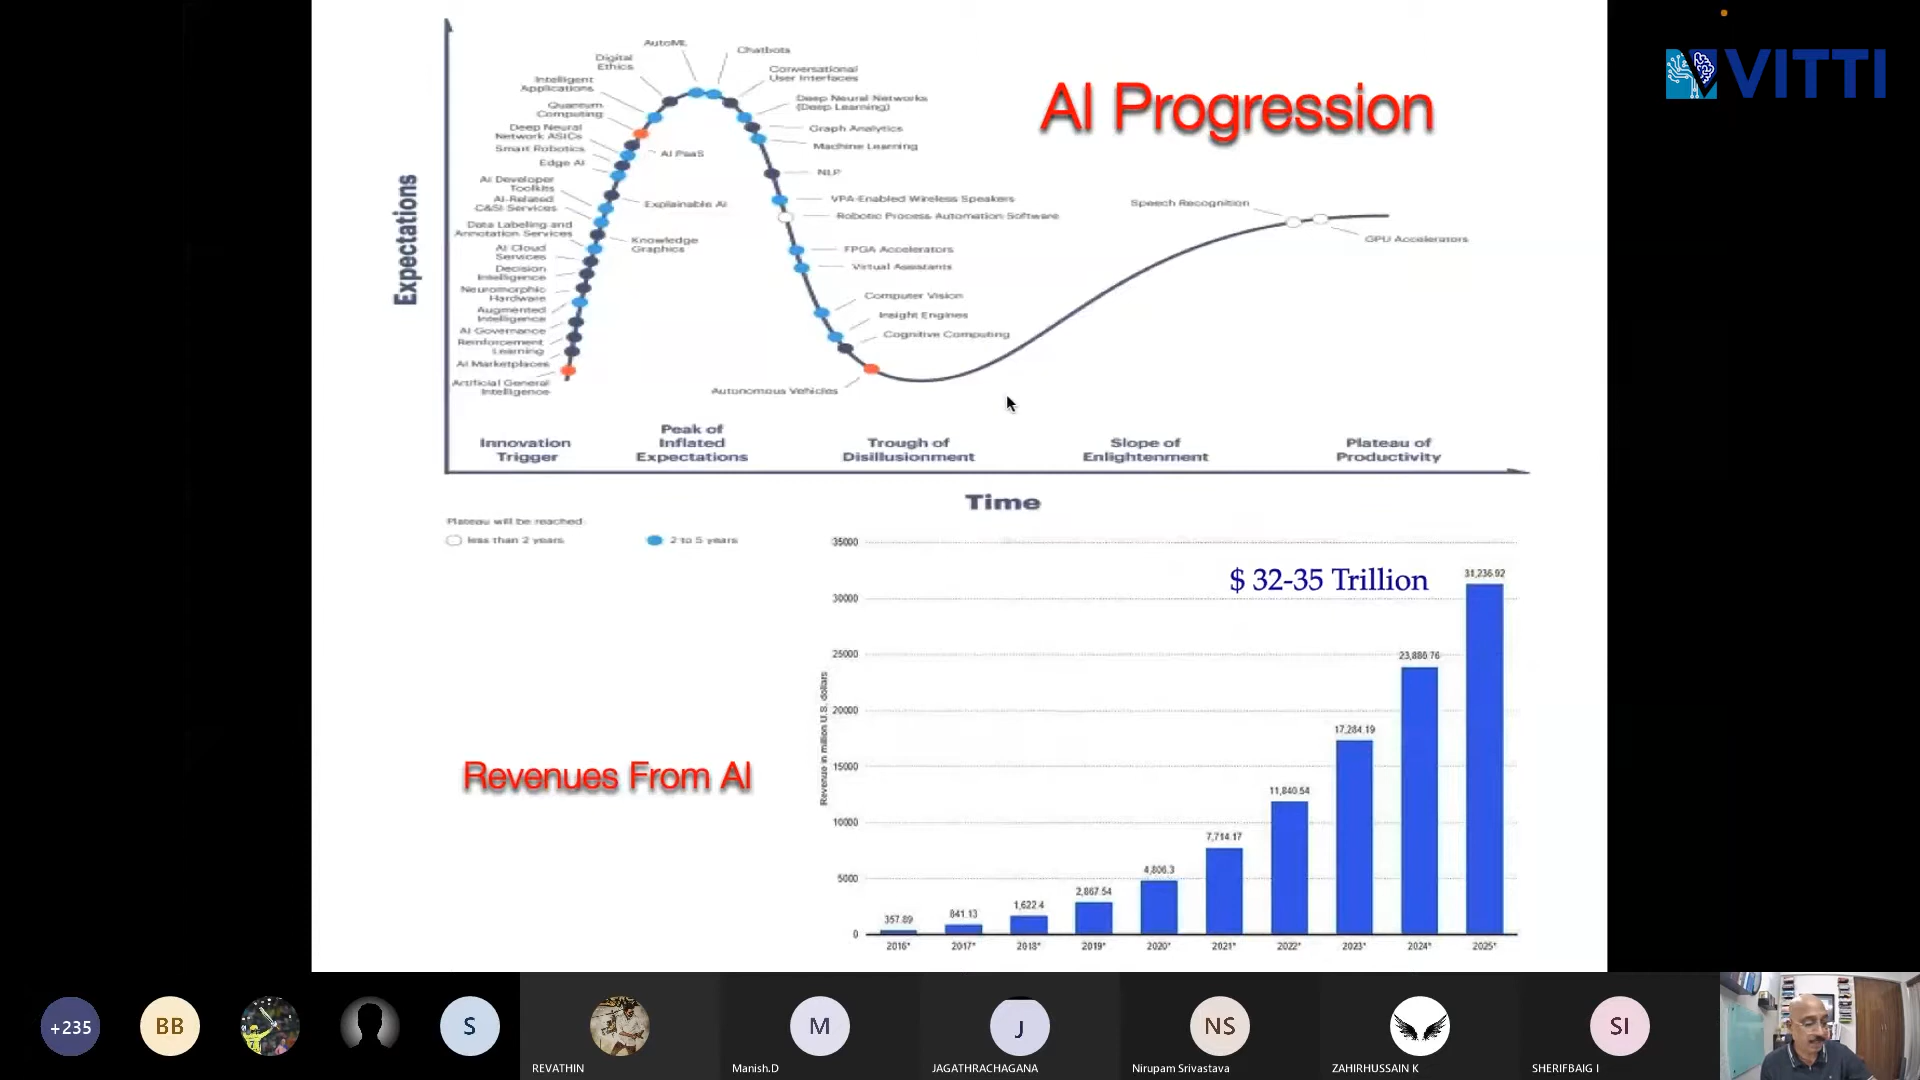 VITTI
AI Progression
Expectations
AutoML
Chatbots
Digital
Ethics
Conversational
User Interfaces
Intelligent
Applications
Deep Neural Networks
(Deep Learning)
Quantum
Computing
Graph Analytics
Deep Neural
Network ASICs
Machine Learning
Smart Robotics
AI PaaS
Edge AI
NLP
AI Developer
Toolkits
VPA-Enabled Wireless Speakers
AI-Related
C&SI Services
Explainable AI
Robotic Process Automation Software
Speech Recognition
GPU Accelerators
Data Labelling and
Annotation Services
Knowledge
Graphics
AI Cloud
Services
FPGA Accelerators
Decision
Intelligence
Virtual Assistants
Neuromorphic
Hardware
Computer Vision
Augmented
Intelligence
Insight Engines
AI Governance
Cognitive Computing
Reinforcement
Learning
AI Marketplaces
Artificial General
Intelligence
Autonomous Vehicles
Innovation
Trigger
Peak of
Inflated
Expectations
Trough of
Disillusionment
Slope of
Enlightenment
Plateau of
Productivity
Time
Plateau will be reached:
less than 2 years
2 to 5 years
Revenues From AI
$ 32-35 Trillion
Revenue in million U.S. dollars
35000
30000
25000
20000
15000
10000
5000
0
357.89
841.13
1,622.4
2,867.54
4,806.3
7,714.17
11,840.54
17,284.19
23,886.76
31,236.92
2016* 2017* 2018* 2019* 2020* 2021* 2022* 2023* 2024* 2025*
+235
BB
S
M
J
NS
SI
REVATHIN
Manish.D
JAGATHRACHAGANA
Nirupam Srivastava
ZAHIRHUSSAIN K
SHERIFBAIG I